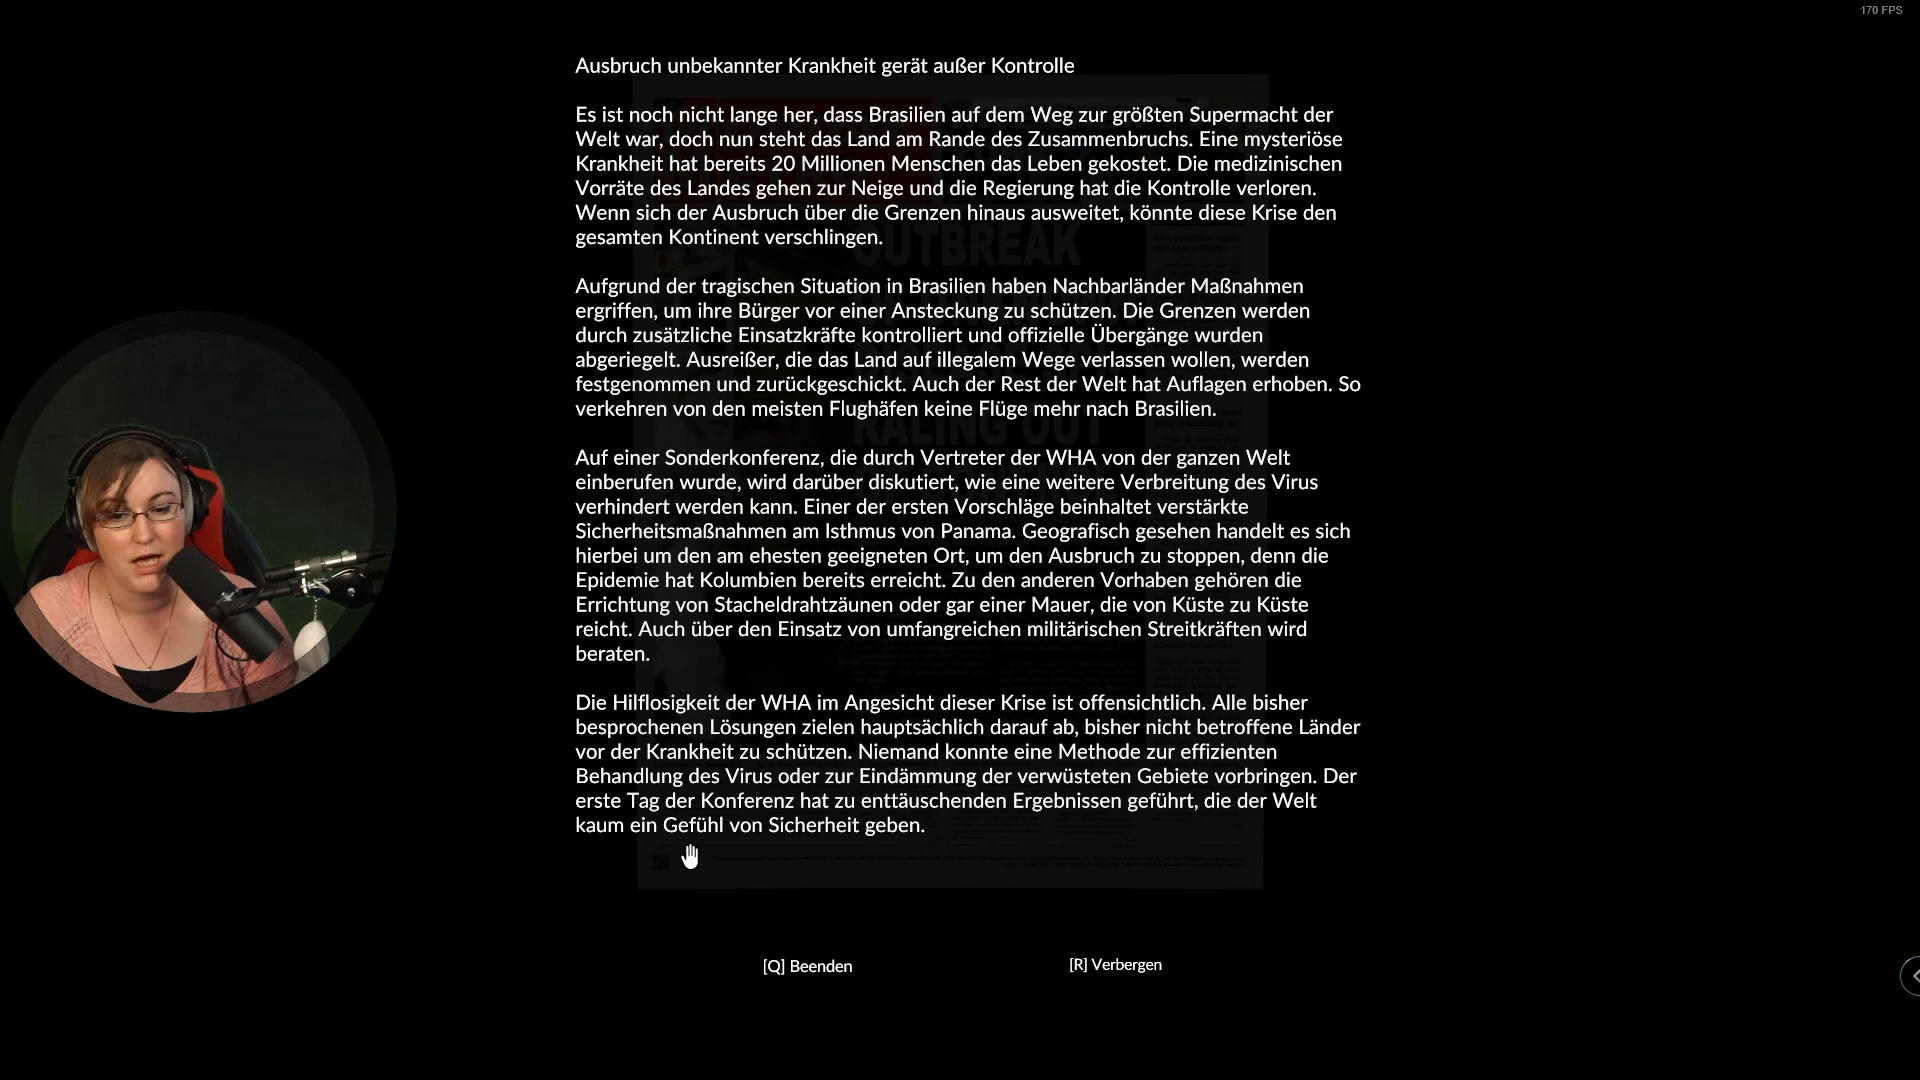 170 FPS
Ausbruch unbekannter Krankheit gerät außer Kontrolle
Es ist noch nicht lange her, dass Brasilien auf dem Weg zur größten Supermacht der
Welt war, doch nun steht das Land am Rande des Zusammenbruchs. Eine mysteriöse
Krankheit hat bereits 20 Millionen Menschen das Leben gekostet. Die medizinischen
Vorräte des Landes gehen zur Neige und die Regierung hat die Kontrolle verloren.
Wenn sich der Ausbruch über die Grenzen hinaus ausweitet, könnte diese Krise den
gesamten Kontinent verschlingen.
Aufgrund der tragischen Situation in Brasilien haben Nachbarländer Maßnahmen
ergriffen, um ihre Bürger vor einer Ansteckung zu schützen. Die Grenzen werden
durch zusätzliche Einsatzkräfte kontrolliert und offizielle Übergänge wurden
abgeriegelt. Ausreißer, die das Land auf illegalem Wege verlassen wollen, werden
festgenommen und zurückgeschickt. Auch der Rest der Welt hat Auflagen erhoben. So
verkehren von den meisten Flughäfen keine Flüge mehr nach Brasilien.
Auf einer Sonderkonferenz, die durch Vertreter der WHA von der ganzen Welt
einberufen wurde, wird darüber diskutiert, wie eine weitere Verbreitung des Virus
verhindert werden kann. Einer der ersten Vorschläge beinhaltet verstärkte
Sicherheitsmaßnahmen am Isthmus von Panama. Geografisch gesehen handelt es sich
hierbei um den am ehesten geeigneten Ort, um den Ausbruch zu stoppen, denn die
Epidemie hat Kolumbien bereits erreicht. Zu den anderen Vorhaben gehören die
Errichtung von Stacheldrahtzäunen oder gar einer Mauer, die von Küste zu Küste
reicht. Auch über den Einsatz von umfangreichen militärischen Streitkräften wird
beraten.
Die Hilflosigkeit der WHA im Angesicht dieser Krise ist offensichtlich. Alle bisher
besprochenen Lösungen zielen hauptsächlich darauf ab, bisher nicht betroffene Länder
vor der Krankheit zu schützen. Niemand konnte eine Methode zur effizienten
Behandlung des Virus oder zur Eindämmung der verwüsteten Gebiete vorbringen. Der
erste Tag der Konferenz hat zu enttäuschenden Ergebnissen geführt, die der Welt
kaum ein Gefühl von Sicherheit geben.
OUTBREAK
[Q] Beenden
[R] Verbergen